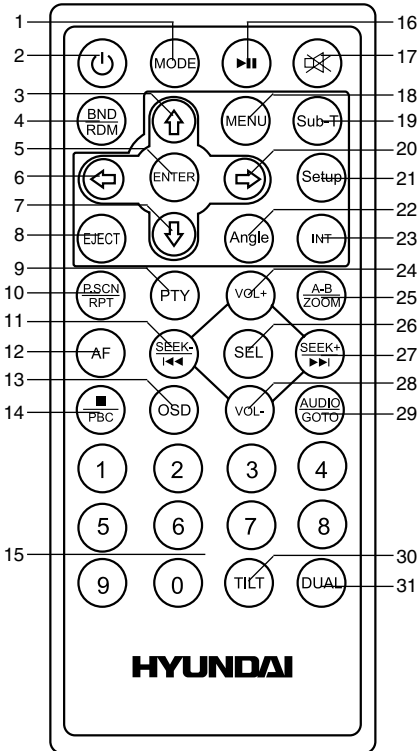 1 16
2 MODE 17
3 18
4 BND RDM MENU Sub-T 19
5 20
6 ENTER Setup 21
7 22
8 EJECT Angle INT 23
9 24
10 P.SCN RPT PTY VOL+ A-B ZOOM 25
11 26
12 AF SEEK- SEL SEEK+ 27
13 28
14 PBC OSD VOL- AUDIO GOTO 29
1 2 3 4
5 6 7 8
15 30
9 0 TILT DUAL 31
HYUNDAI